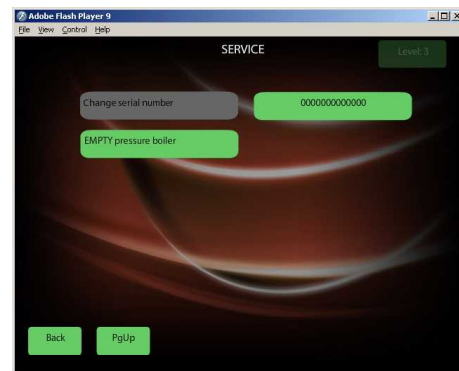 Adobe Flash Player 9
File View Control Help
SERVICE
Level: 3
Change serial number
0000000000000
EMPTY pressure boiler
Back
PgUp